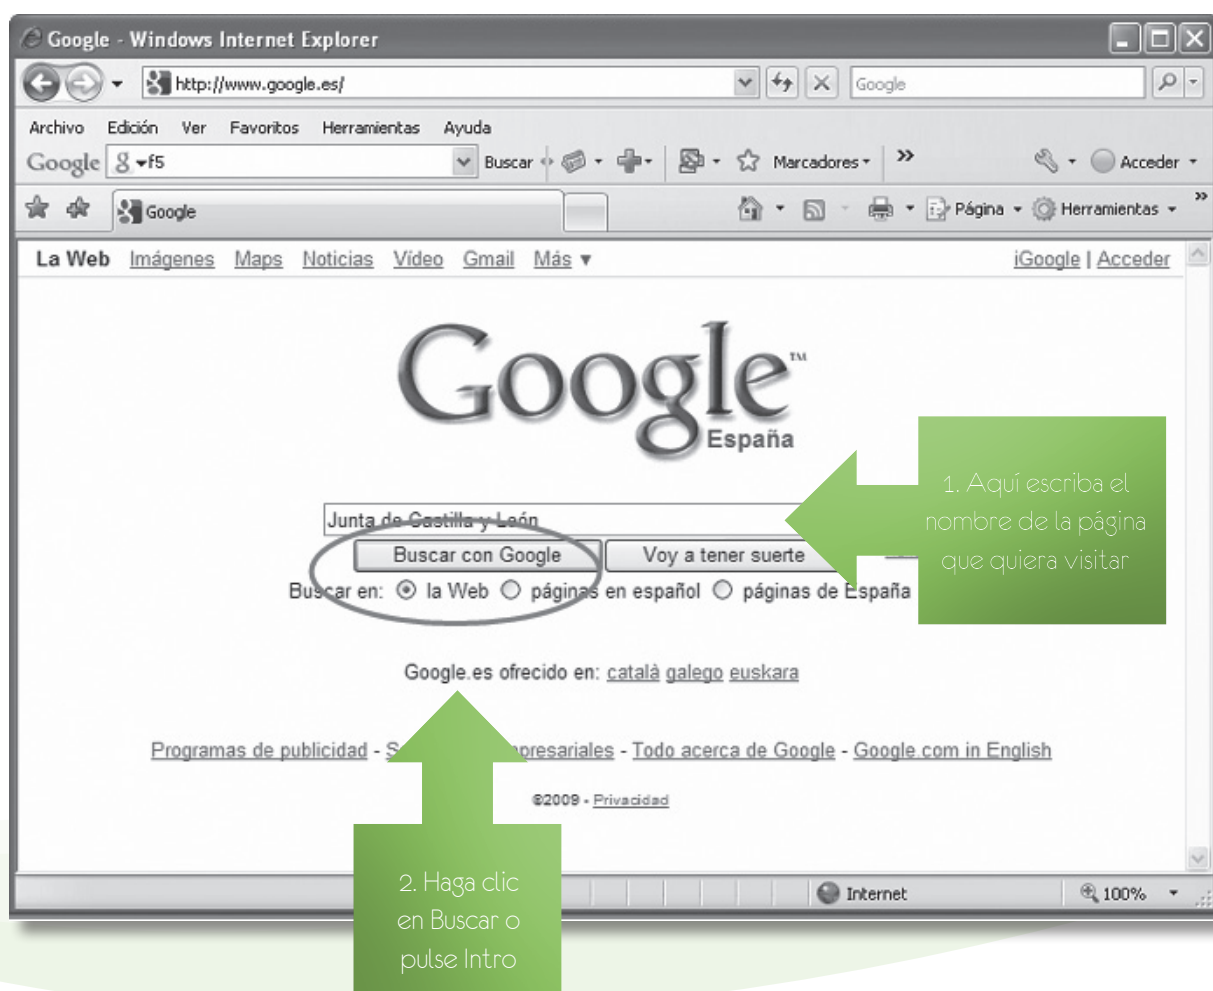 Google - Windows Internet Explorer
http://www.google.es/ Google
Archivo Edición Ver Favoritos Herramientas Ayuda
Google g f5 Buscar Marcadores » Acceder
Google Página Herramientas »
La Web Imágenes Maps Noticias Vídeo Gmail Más ▼ iGoogle | Acceder
Google™
España
1. Aquí escriba el
nombre de la página
que quiera visitar
Junta de Castilla y León
Buscar con Google Voy a tener suerte
Buscar en: la Web páginas en español páginas de España
Google.es ofrecido en: català galego euskara
Programas de publicidad - - Todo acerca de Google - Google.com in English
©2009 - Privacidad
2. Haga clic
en Buscar o
pulse Intro
Internet 100%